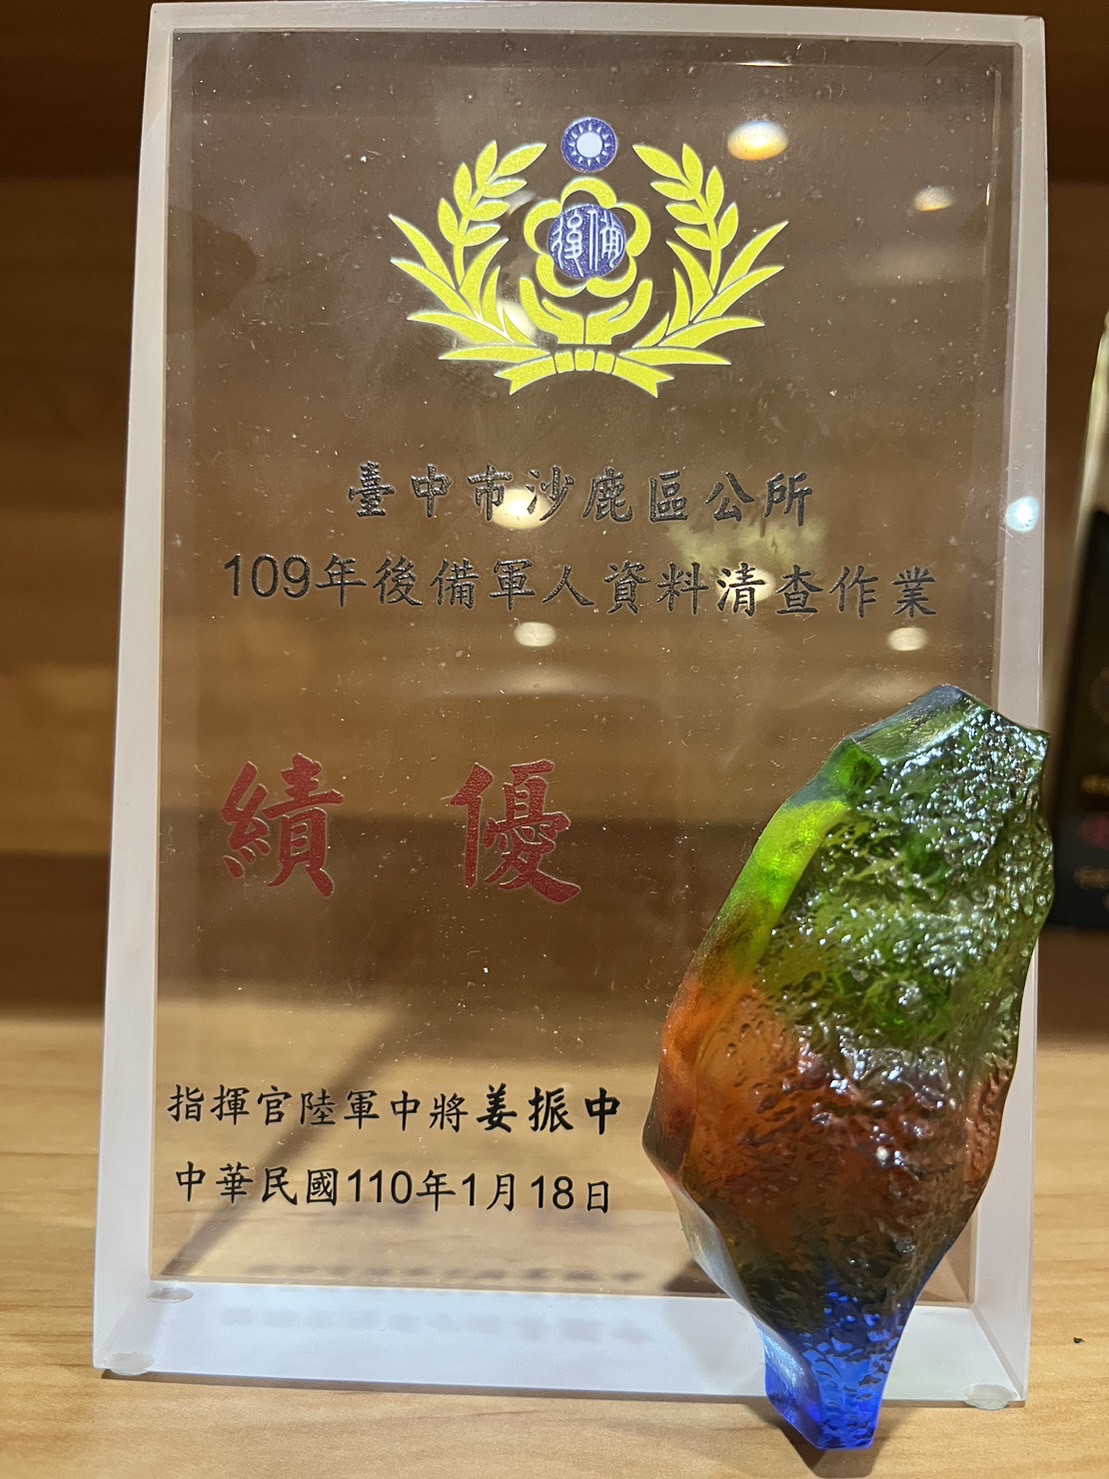 後備
臺中市沙鹿區公所
109年後備軍人資料清查作業
績優
指揮官陸軍中將姜振中
中華民國110年1月18日